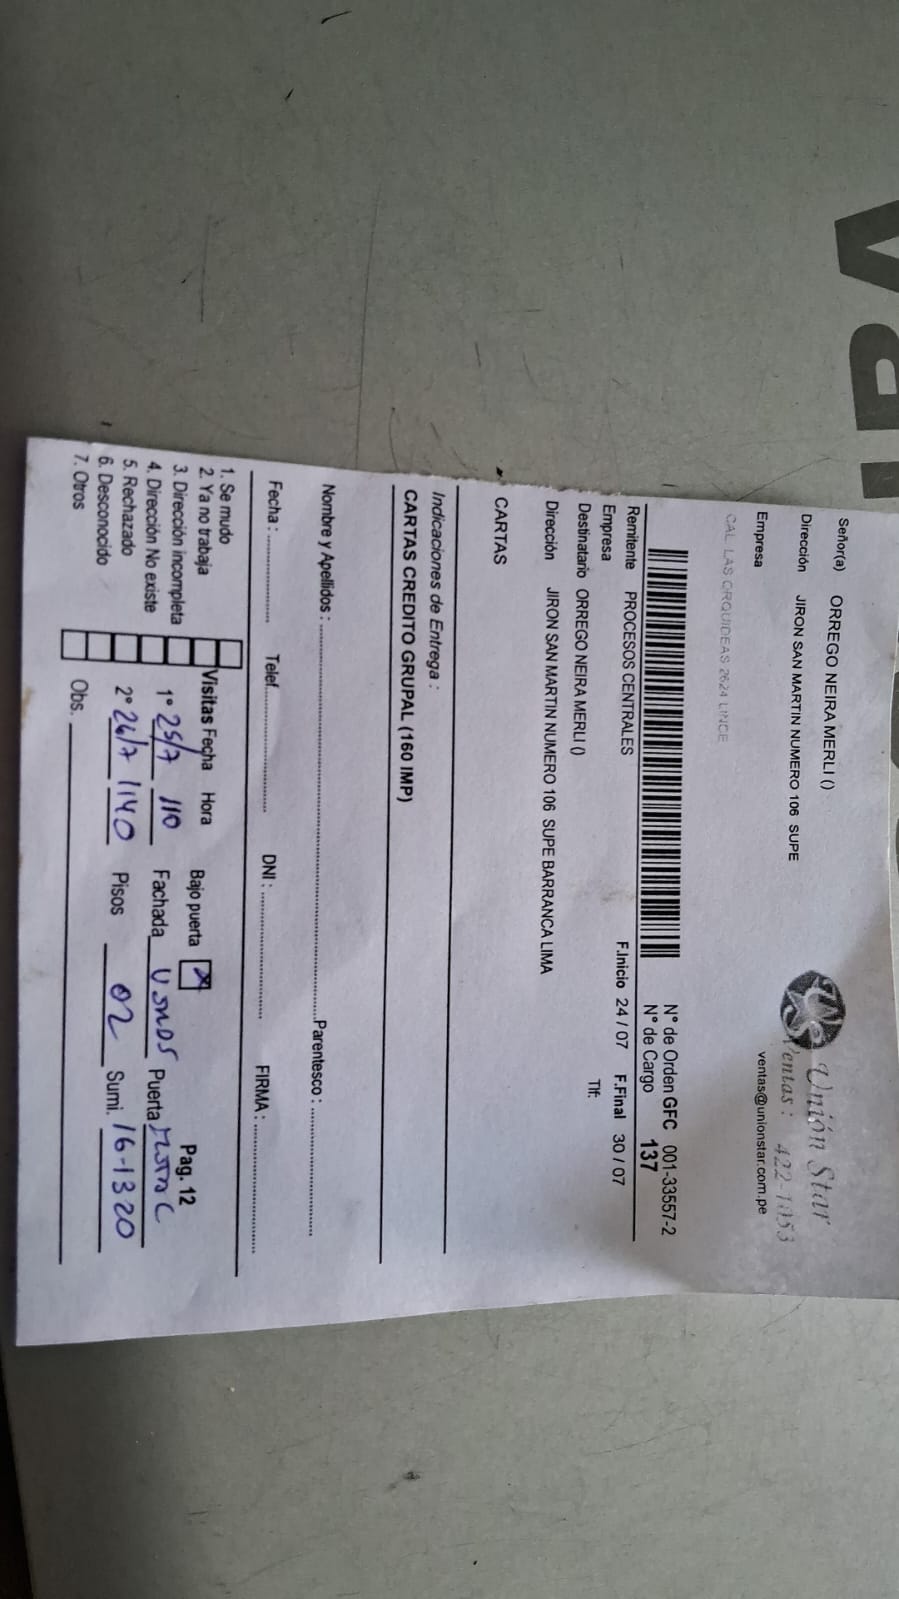 Señor(a) ORREGO NEIRA MERLI ()
Dirección JIRON SAN MARTIN NUMERO 106 SUPE
Empresa
CAL LAS ORQUIDEAS 2624 LINCE
Unión Star
Ventas : 422-1053
ventas@unionstar.com.pe
N° de Orden GFC 001-33557-2
N° de Cargo 137
Remitente PROCESOS CENTRALES F.Inicio 24 / 07 F.Final 30 / 07
Empresa
Destinatario ORREGO NEIRA MERLI () Tlf:
Dirección JIRON SAN MARTIN NUMERO 106 SUPE BARRANCA LIMA
CARTAS
Indicaciones de Entrega :
CARTAS CREDITO GRUPAL (160 IMP)
Nombre y Apellidos : Parentesco :
Fecha : Telef. DNI : FIRMA :
Pag. 12
1. Se mudo
2. Ya no trabaja
3. Dirección incompleta
4. Dirección No existe
5. Rechazado
6. Desconocido
7. Otros
Visitas Fecha Hora Bajo puerta
1° 25/7 110 Fachada Puerta
2° 26/7 1140 Pisos 02 Sumi. 16-1320
Obs.